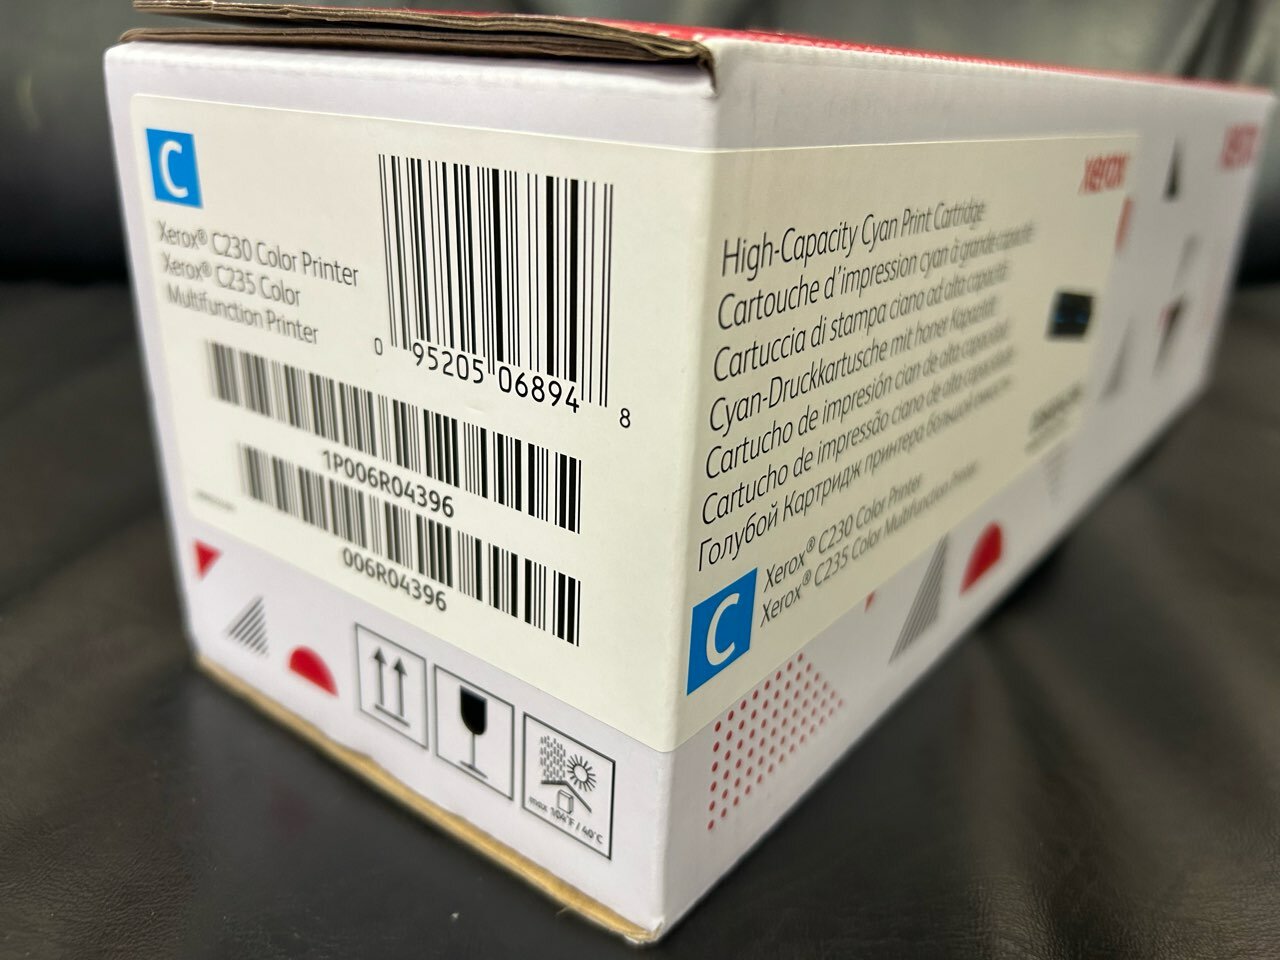 C
Xerox® C230 Color Printer
Xerox® C235 Color
Multifunction Printer
0 95205 06894 8
1P006R04396
006R04396
max 104°F / 40°C
xerox
xerox
High-Capacity Cyan Print Cartridge
Cartouche d'impression cyan à grande capacité
Cartuccia di stampa ciano ad alta capacità
Cyan-Druckkartusche mit hoher Kapazität
Cartucho de impresión cian de alta capacidad
Cartucho de impressão ciano de alta capacidade
Голубой Картридж принтера большой емкости
C
Xerox® C230 Color Printer
Xerox® C235 Color Multifunction Printer